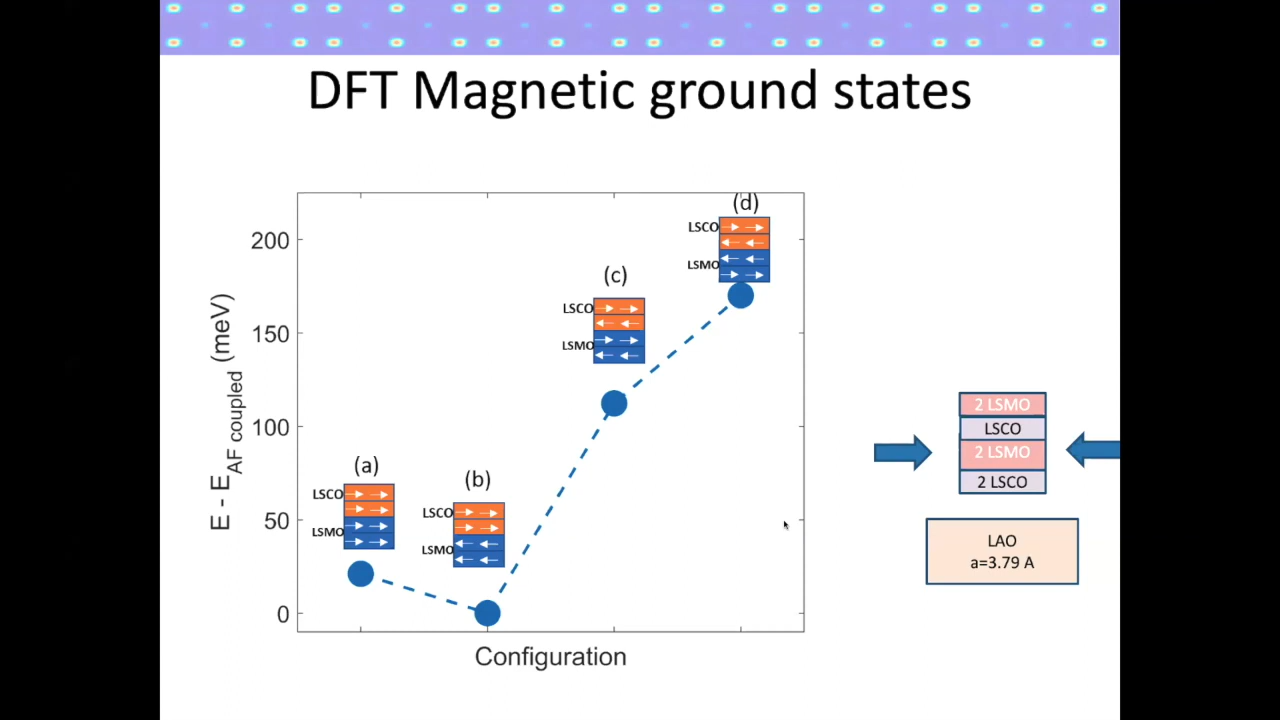 DFT Magnetic ground states
E - E_AF coupled (meV)
200
150
100
50
0
(a)
LSCO
LSMO
(b)
LSCO
LSMO
(c)
LSCO
LSMO
(d)
LSCO
LSMO
Configuration
2 LSMO
LSCO
2 LSMO
2 LSCO
LAO
a=3.79 A